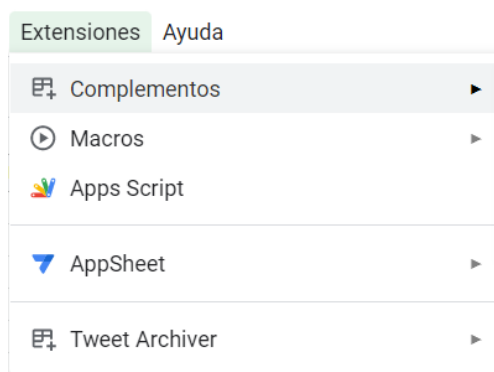 Extensiones Ayuda
Complementos
Macros
Apps Script
AppSheet
Tweet Archiver